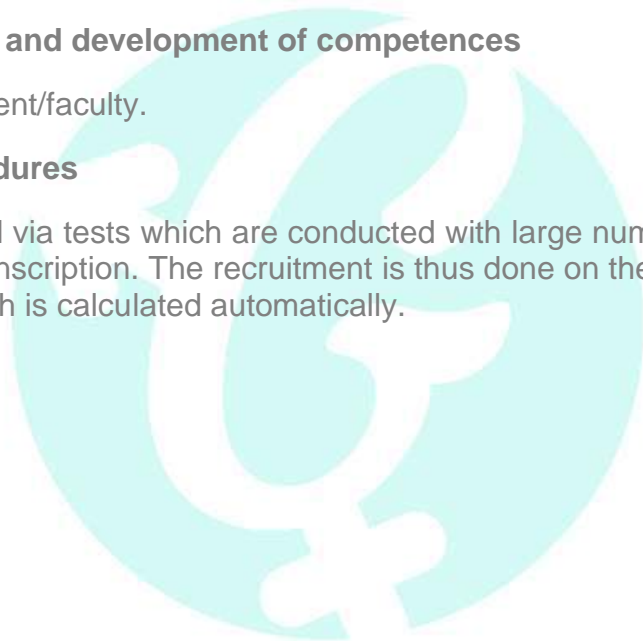 and development of competences
ent/faculty.
dures
via tests which are conducted with large num
nscription. The recruitment is thus done on the
h is calculated automatically.